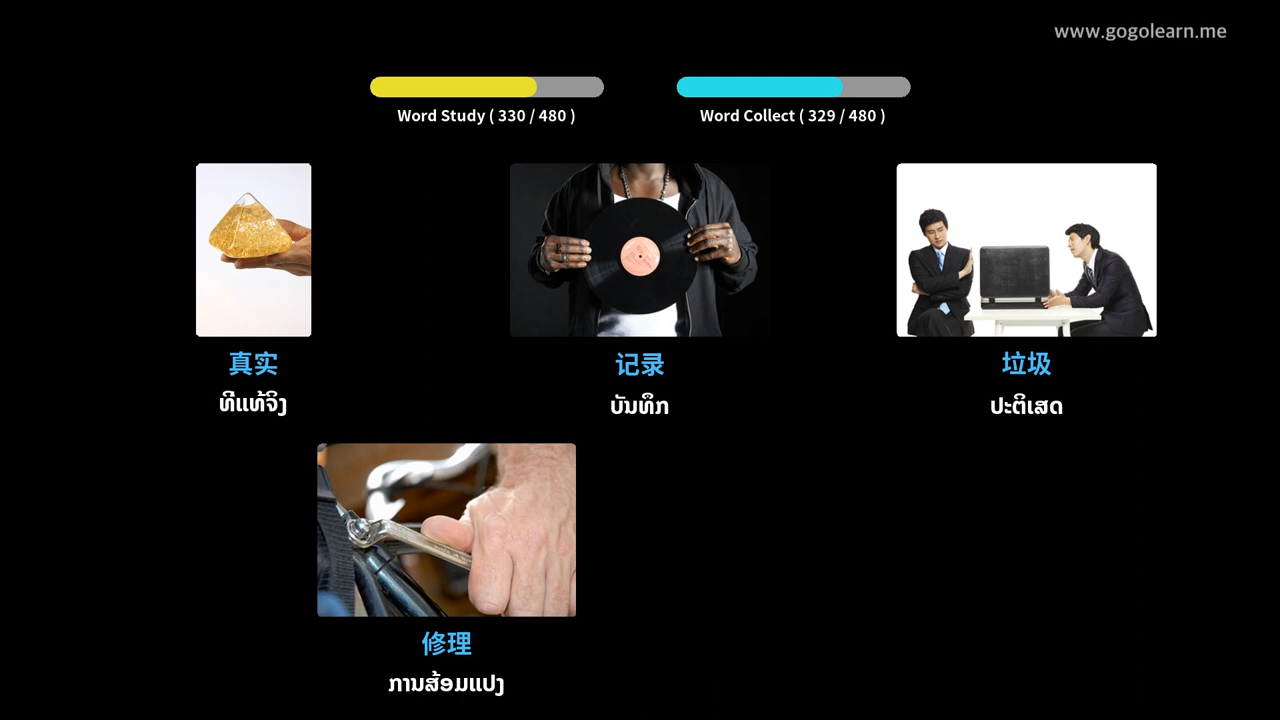 www.gogolearn.me
Word Study ( 330 / 480 )
Word Collect ( 329 / 480 )
真实
ທີ່ແທ້ຈິງ
记录
ບັນທຶກ
垃圾
ປະຕິເສດ
修理
ການສ້ອມແປງ